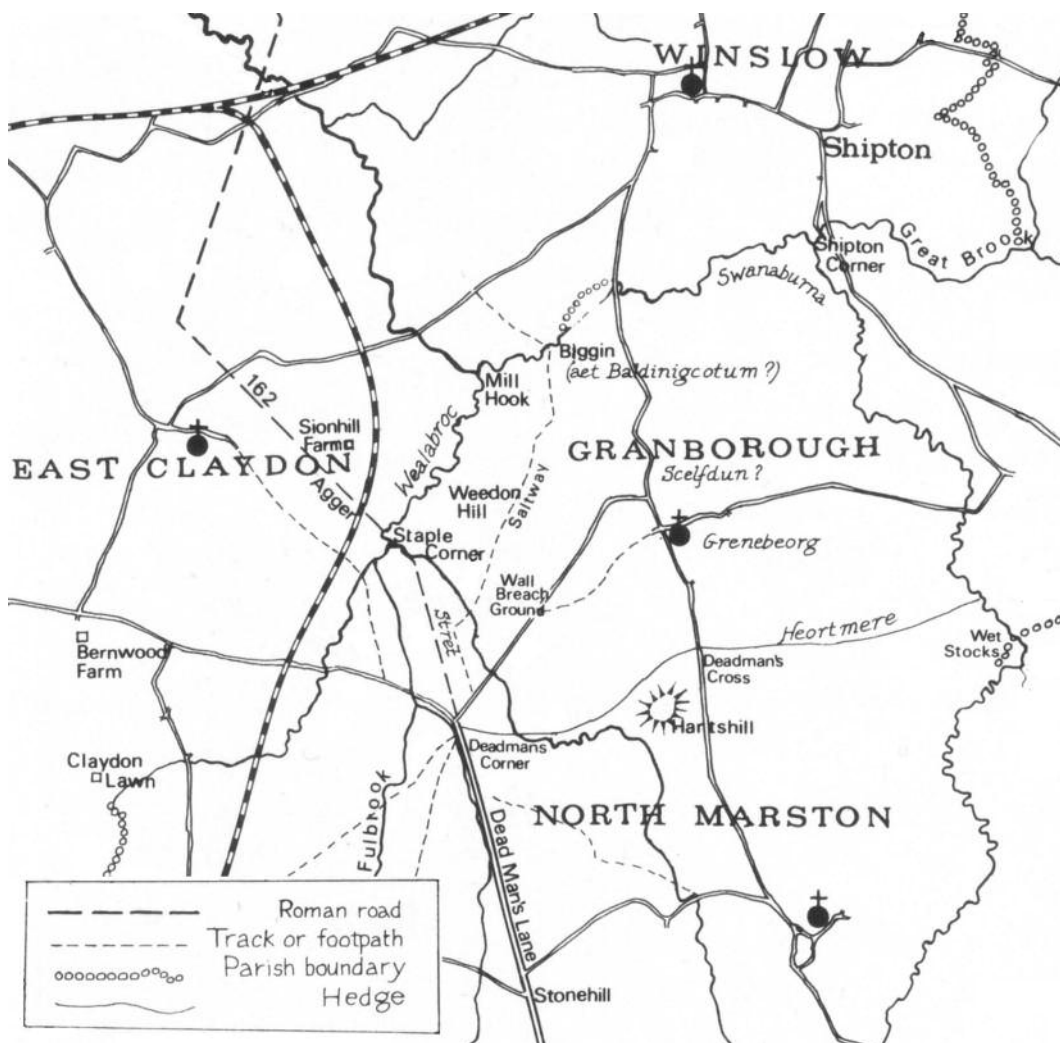 WINSLOW
Shipton
Great Brook
Shipton
Corner
Swanaburna
Biggin
(aet Baldinigcotum?)
Mill
Hook
162
Sionhill
Farm
Wealabroc
EAST CLAYDON
Agger
GRANBOROUGH
Scelfdun?
Weedon
Hill
Saltway
Staple
Corner
Grenebeorg
Wall
Breach
Ground
Stret
Heortmere
Wet
Stocks
Bernwood
Farm
Deadman's
Cross
Hantshill
Deadmans
Corner
Claydon
Lawn
NORTH MARSTON
Fulbrook
Dead Man's Lane
Stonehill
Roman road
Track or footpath
Parish boundary
Hedge